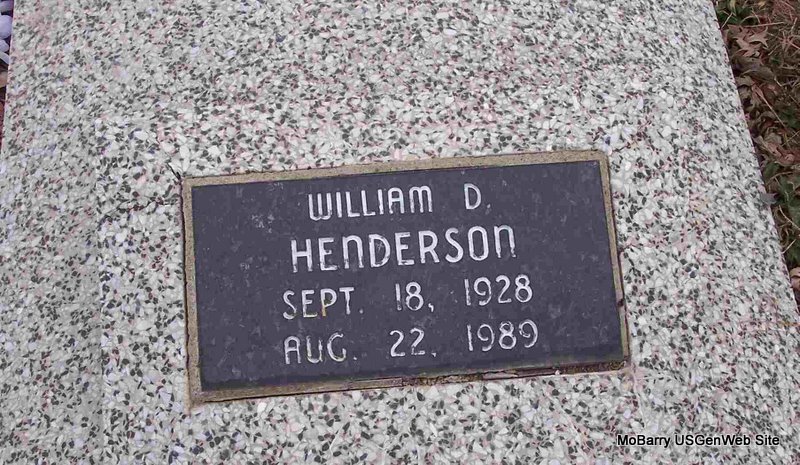 WILLIAM D.
HENDERSON
SEPT. 18, 1928
AUG. 22, 1989
MoBarry USGenWeb Site